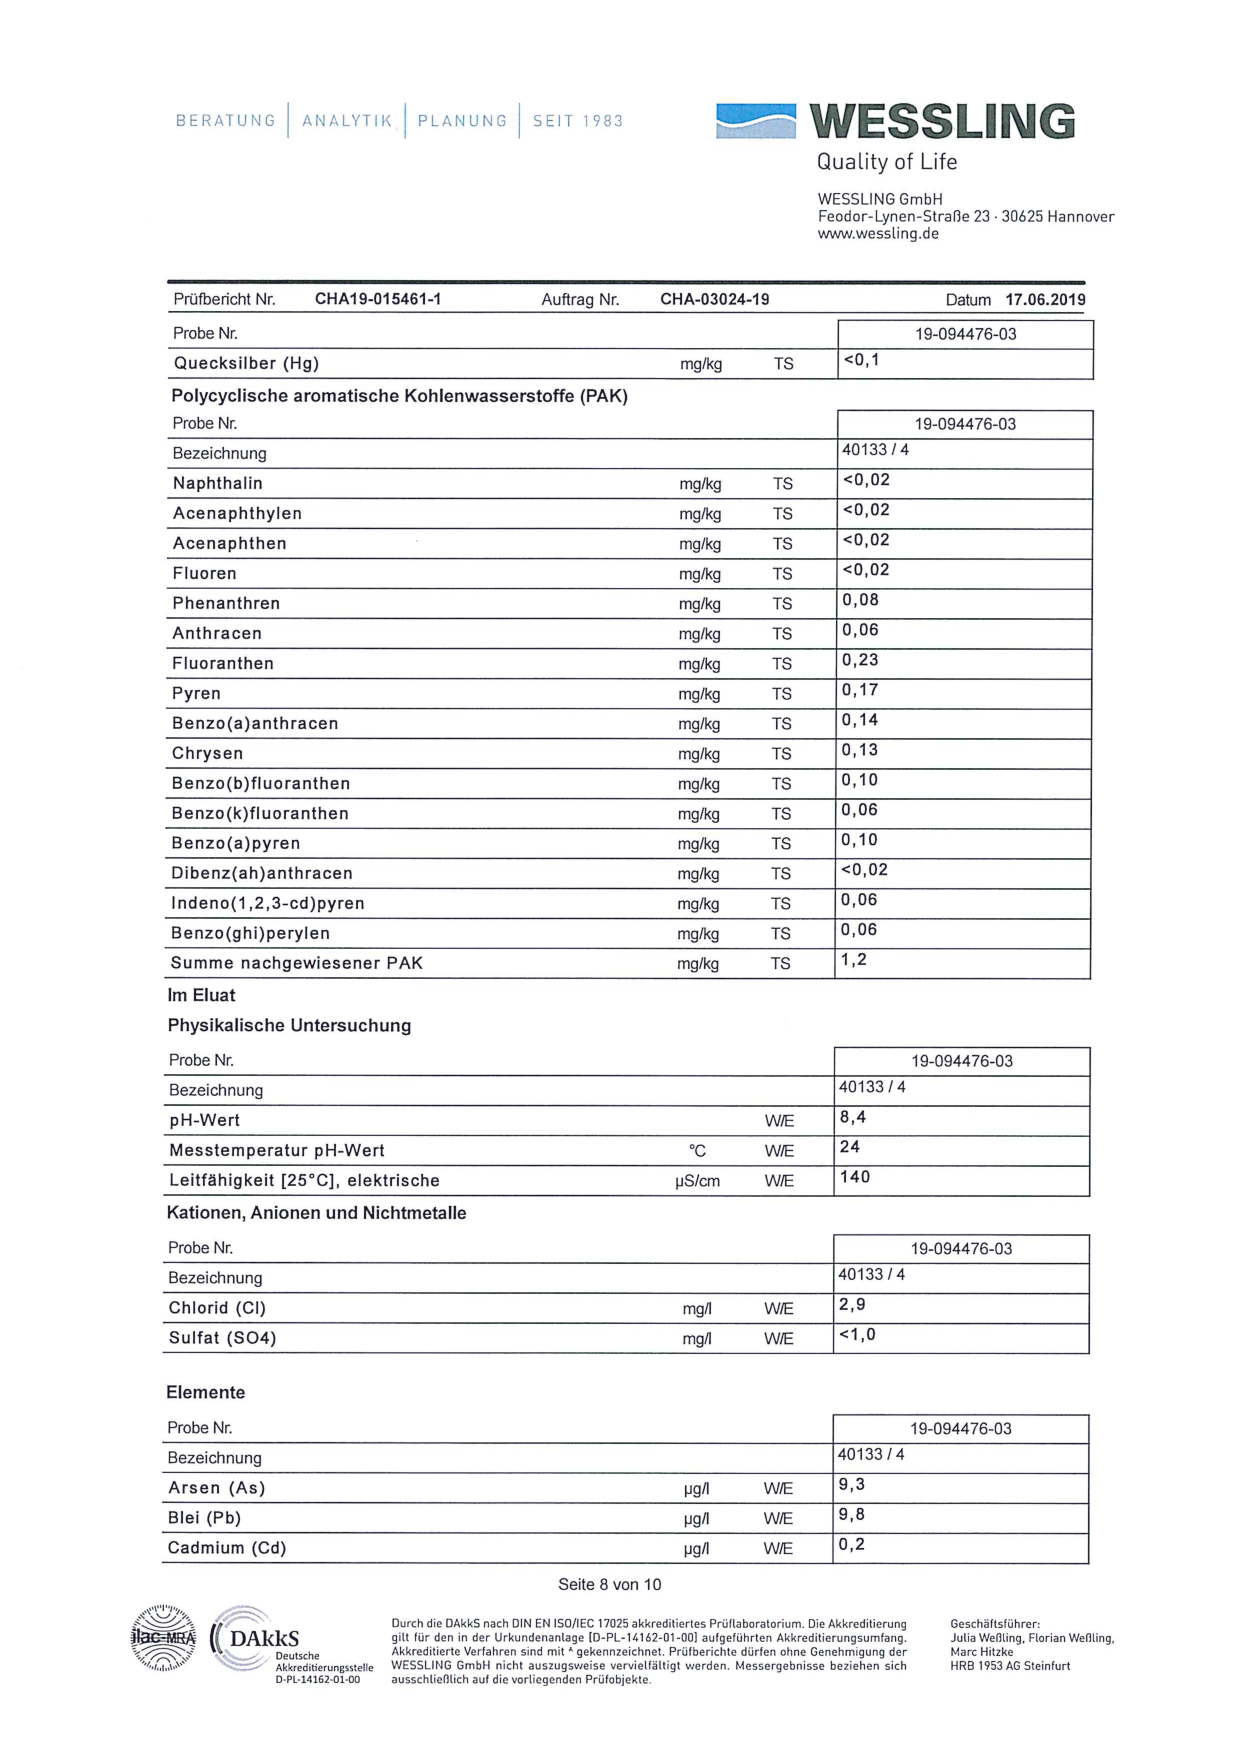 BERATUNG | ANALYTIK | PLANUNG | SEIT 1983
WESSLING
Quality of Life
WESSLING GmbH
Feodor-Lynen-Straße 23 · 30625 Hannover
www.wessling.de
Prüfbericht Nr. CHA19-015461-1 Auftrag Nr. CHA-03024-19 Datum 17.06.2019
Probe Nr. 19-094476-03
Quecksilber (Hg) mg/kg TS <0,1
Polycyclische aromatische Kohlenwasserstoffe (PAK)
Probe Nr. 19-094476-03
Bezeichnung 40133 / 4
Naphthalin mg/kg TS <0,02
Acenaphthylen mg/kg TS <0,02
Acenaphthen mg/kg TS <0,02
Fluoren mg/kg TS <0,02
Phenanthren mg/kg TS 0,08
Anthracen mg/kg TS 0,06
Fluoranthen mg/kg TS 0,23
Pyren mg/kg TS 0,17
Benzo(a)anthracen mg/kg TS 0,14
Chrysen mg/kg TS 0,13
Benzo(b)fluoranthen mg/kg TS 0,10
Benzo(k)fluoranthen mg/kg TS 0,06
Benzo(a)pyren mg/kg TS 0,10
Dibenz(ah)anthracen mg/kg TS <0,02
Indeno(1,2,3-cd)pyren mg/kg TS 0,06
Benzo(ghi)perylen mg/kg TS 0,06
Summe nachgewiesener PAK mg/kg TS 1,2
Im Eluat
Physikalische Untersuchung
Probe Nr. 19-094476-03
Bezeichnung 40133 / 4
pH-Wert W/E 8,4
Messtemperatur pH-Wert °C W/E 24
Leitfähigkeit [25°C], elektrische µS/cm W/E 140
Kationen, Anionen und Nichtmetalle
Probe Nr. 19-094476-03
Bezeichnung 40133 / 4
Chlorid (Cl) mg/l W/E 2,9
Sulfat (SO4) mg/l W/E <1,0
Elemente
Probe Nr. 19-094476-03
Bezeichnung 40133 / 4
Arsen (As) µg/l W/E 9,3
Blei (Pb) µg/l W/E 9,8
Cadmium (Cd) µg/l W/E 0,2
Seite 8 von 10
ilac-MRA
DAkkS
Deutsche
Akkreditierungsstelle
D-PL-14162-01-00
Durch die DAkkS nach DIN EN ISO/IEC 17025 akkreditiertes Prüflaboratorium. Die Akkreditierung
gilt für den in der Urkundenanlage [D-PL-14162-01-00] aufgeführten Akkreditierungsumfang.
Akkreditierte Verfahren sind mit ᴬ gekennzeichnet. Prüfberichte dürfen ohne Genehmigung der
WESSLING GmbH nicht auszugsweise vervielfältigt werden. Messergebnisse beziehen sich
ausschließlich auf die vorliegenden Prüfobjekte.
Geschäftsführer:
Julia Weßling, Florian Weßling,
Marc Hitzke
HRB 1953 AG Steinfurt